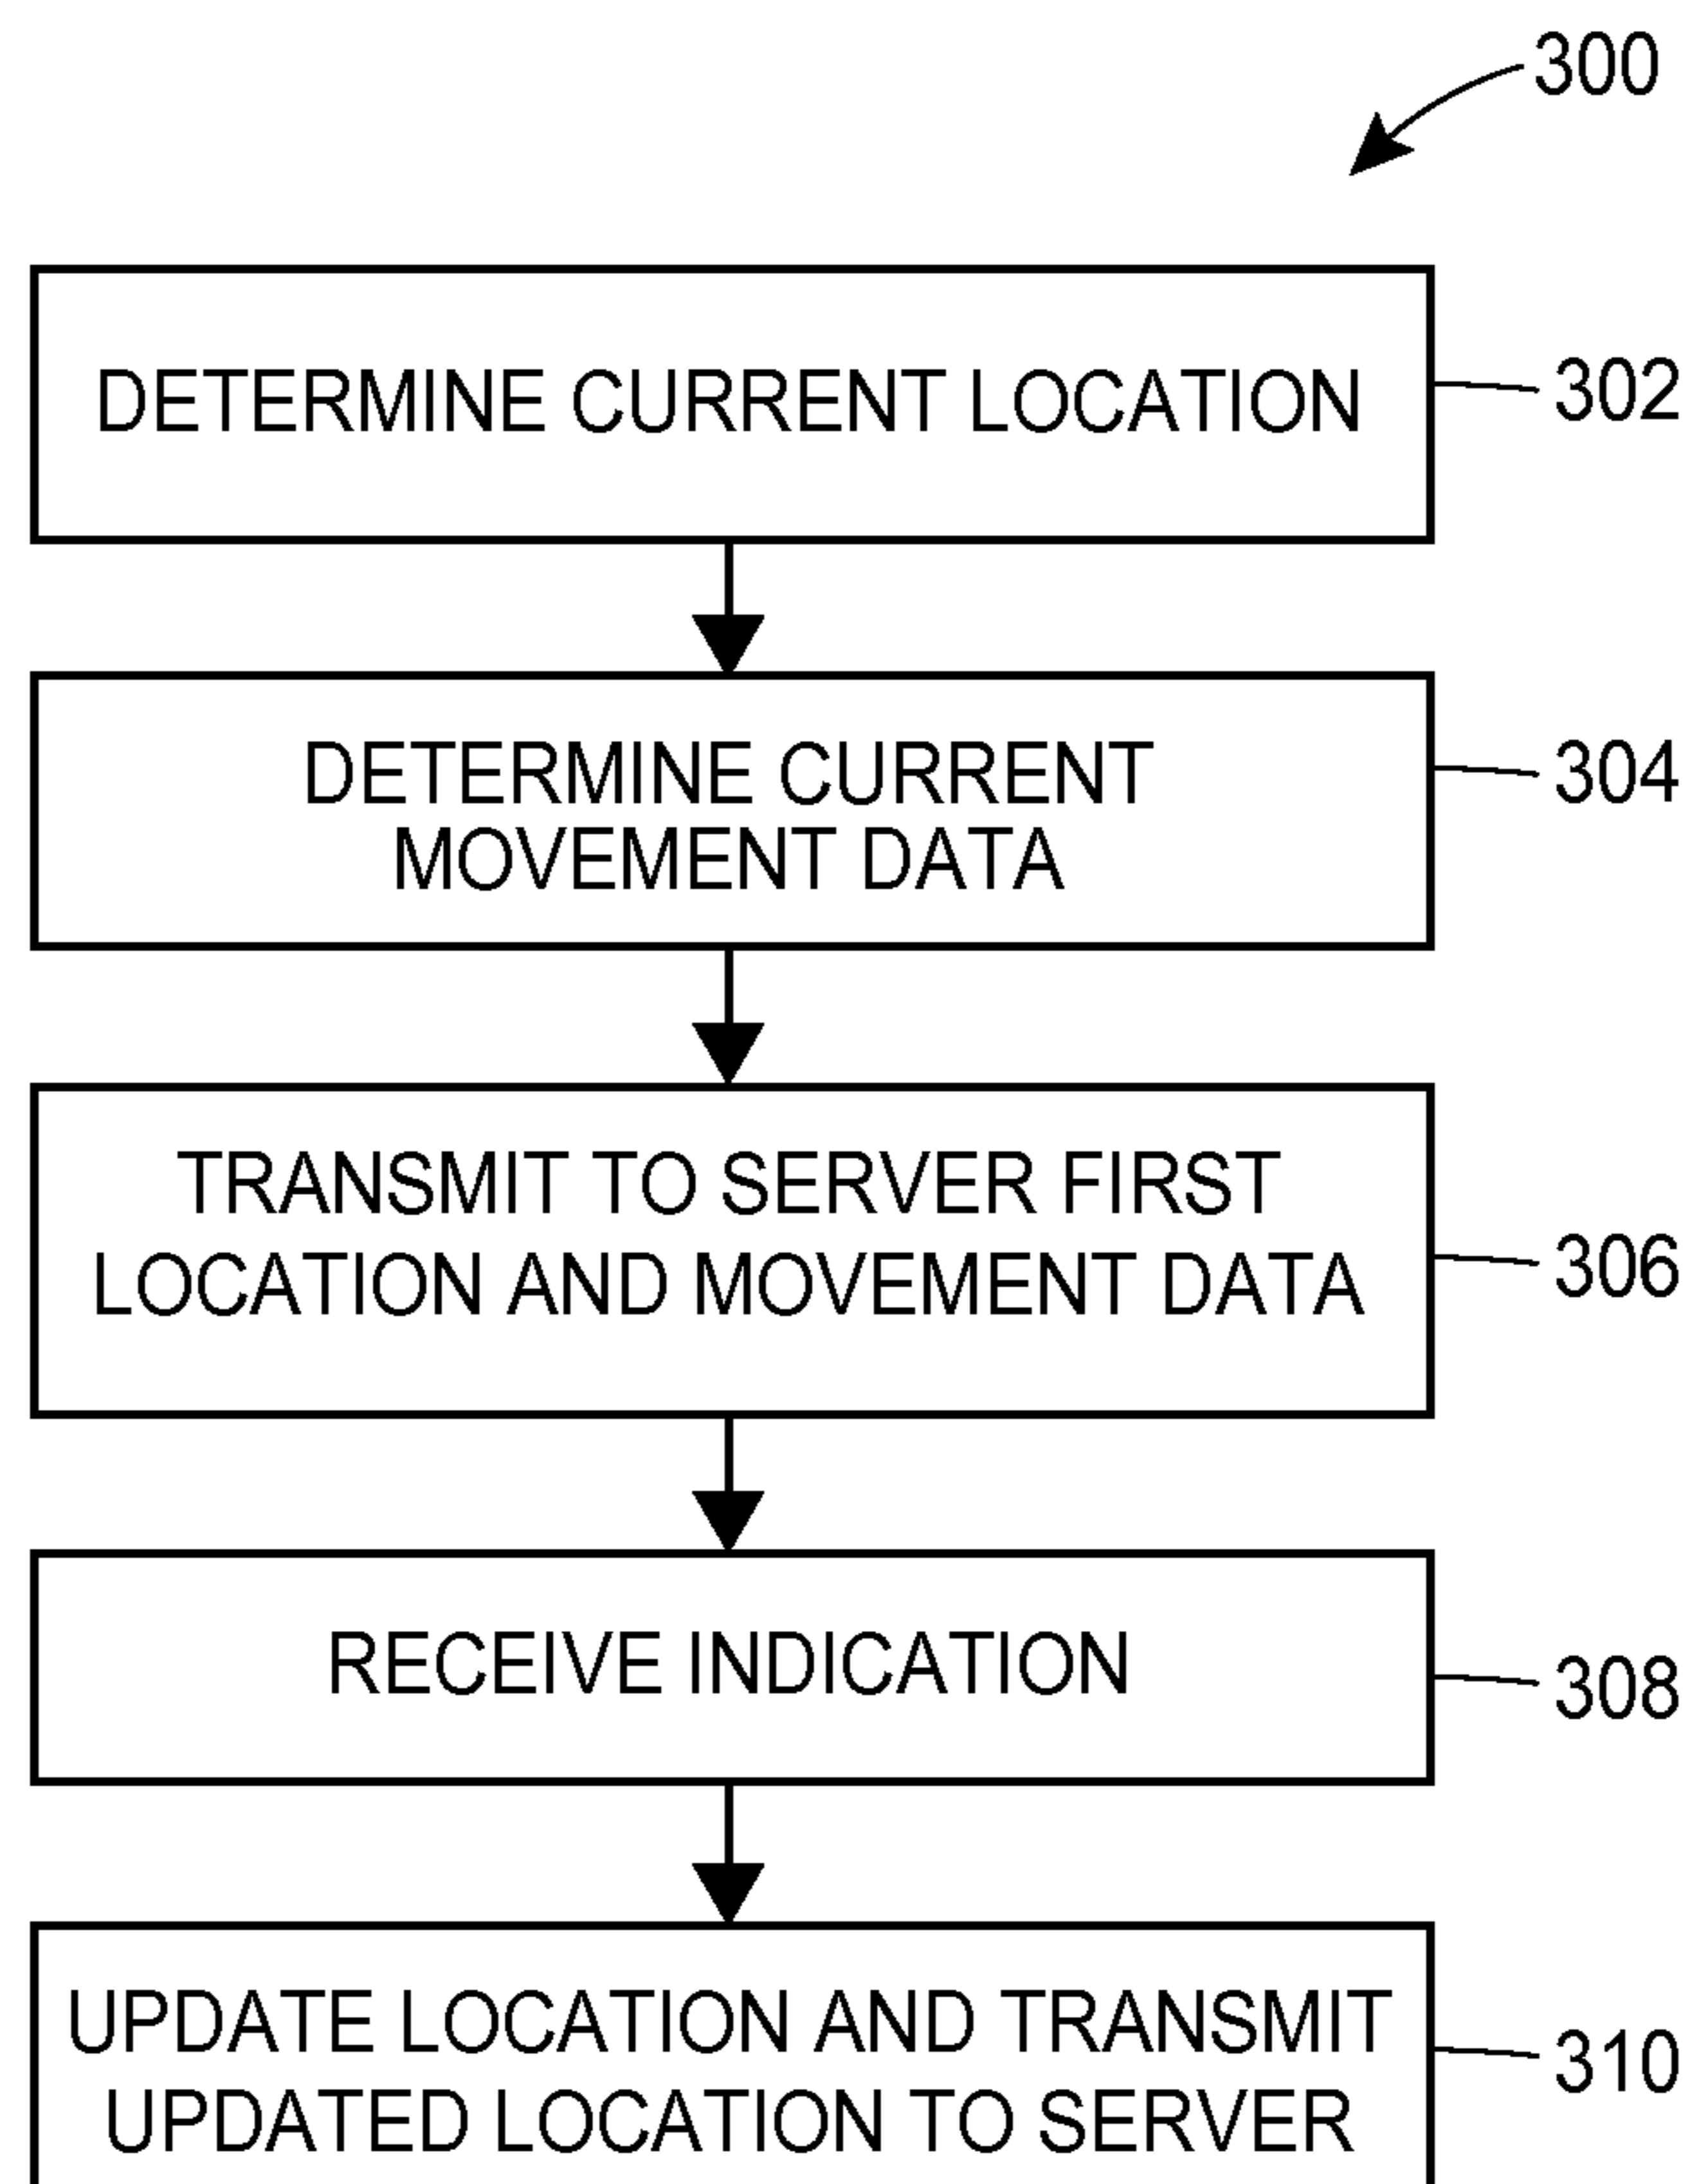 300
DETERMINE CURRENT LOCATION
302
DETERMINE CURRENT
MOVEMENT DATA
304
TRANSMIT TO SERVER FIRST
LOCATION AND MOVEMENT DATA
306
RECEIVE INDICATION
308
UPDATE LOCATION AND TRANSMIT
UPDATED LOCATION TO SERVER
310